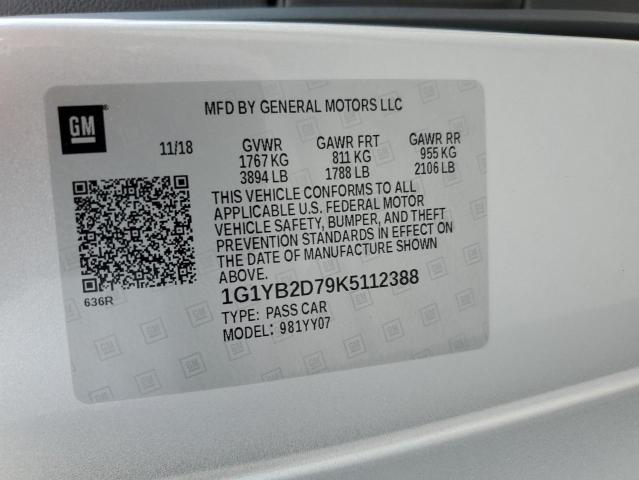 MFD BY GENERAL MOTORS LLC
GM
11/18 GVWR GAWR FRT GAWR RR
1767 KG 811 KG 955 KG
3894 LB 1788 LB 2106 LB
THIS VEHICLE CONFORMS TO ALL
APPLICABLE U.S. FEDERAL MOTOR
VEHICLE SAFETY, BUMPER, AND THEFT
PREVENTION STANDARDS IN EFFECT ON
THE DATE OF MANUFACTURE SHOWN
ABOVE.
636R
1G1YB2D79K5112388
TYPE: PASS CAR
MODEL: 981YY07